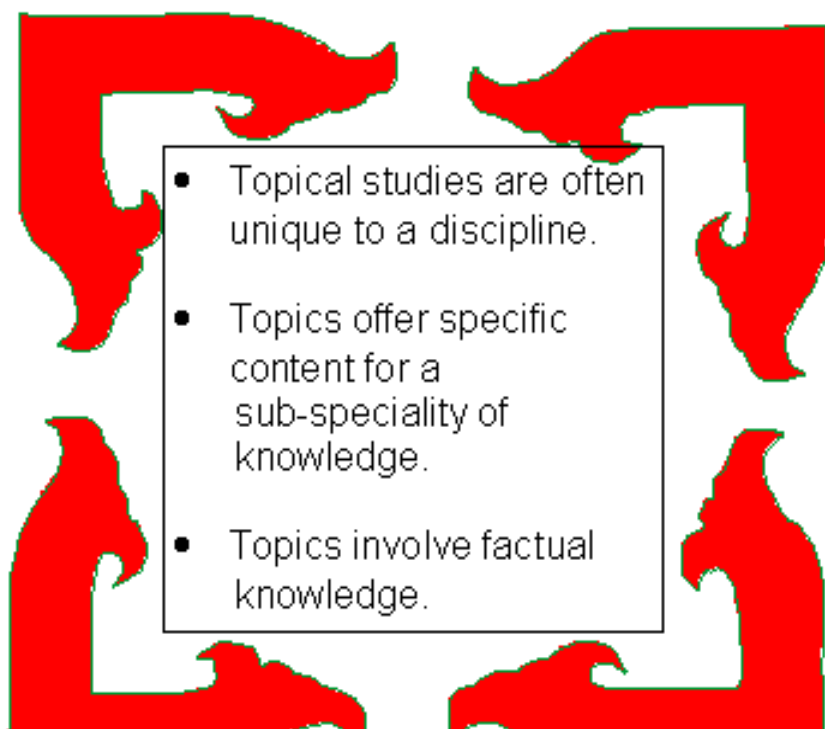 • Topical studies are often
unique to a discipline.
• Topics offer specific
content for a
sub-speciality of
knowledge.
• Topics involve factual
knowledge.